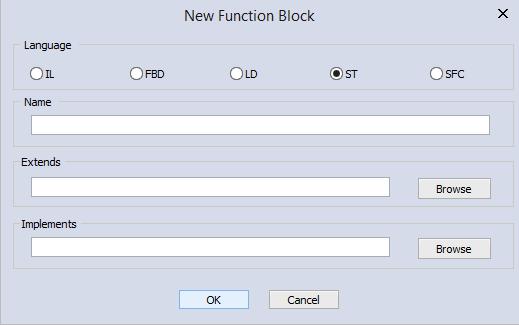 New Function Block
Language
IL FBD LD ST SFC
Name
Extends
Browse
Implements
Browse
OK Cancel